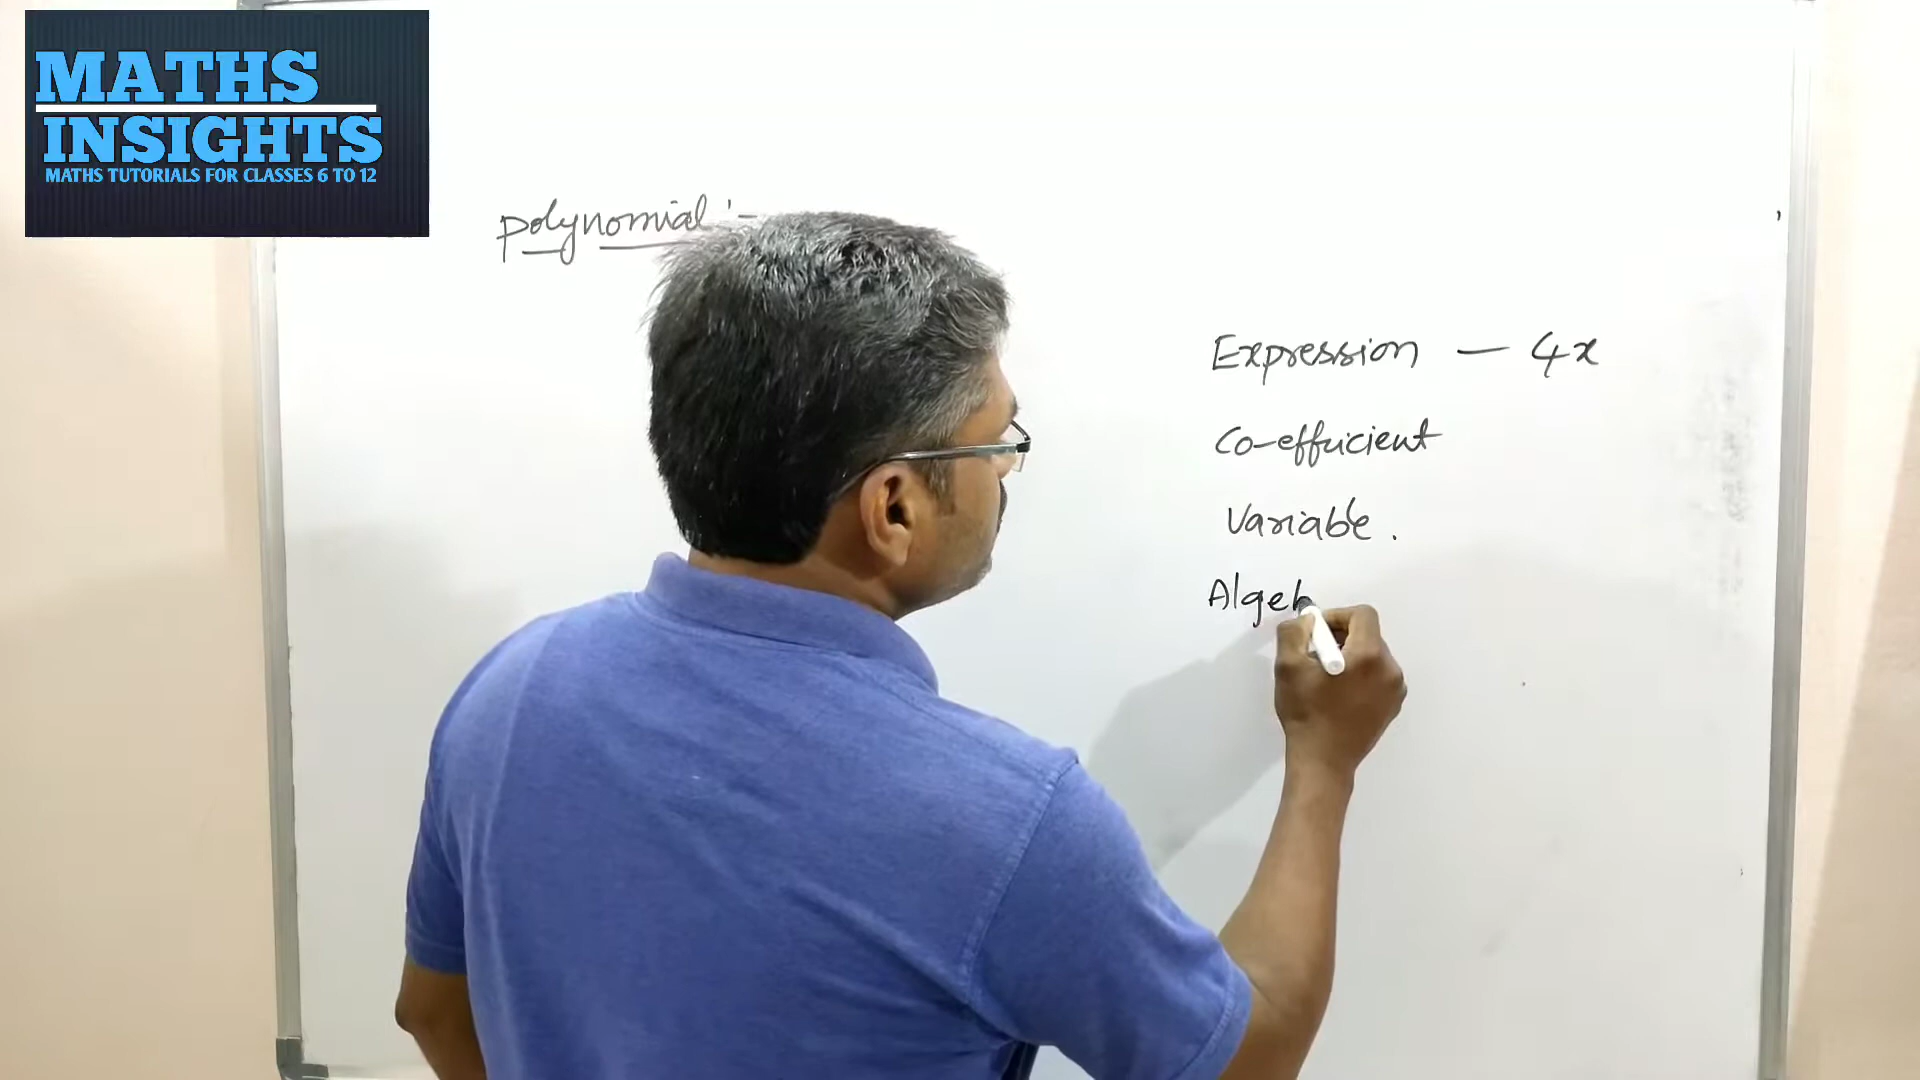 MATHS
INSIGHTS
MATHS TUTORIALS FOR CLASSES 6 TO 12
Polynomial :-
Expression — 4x
Co-efficient
Variable .
Algeb